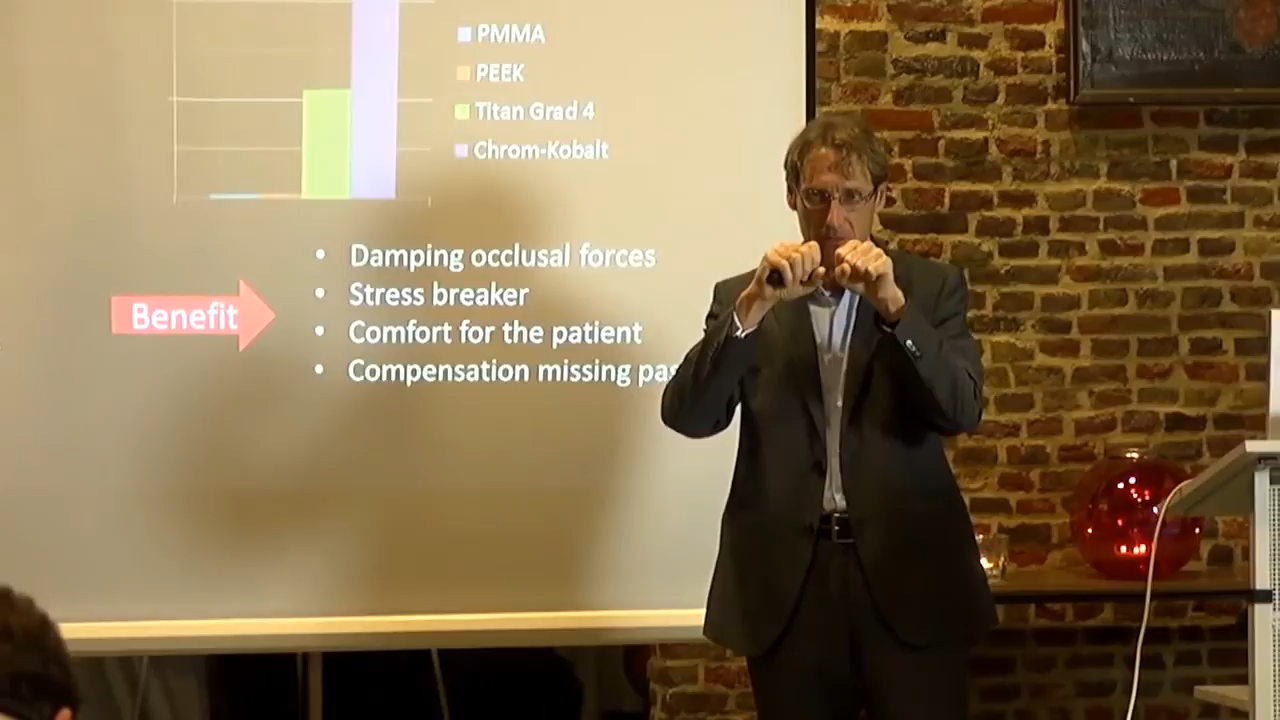 PMMA
PEEK
Titan Grad 4
Chrom-Kobalt
Benefit
• Damping occlusal forces
• Stress breaker
• Comfort for the patient
• Compensation missing